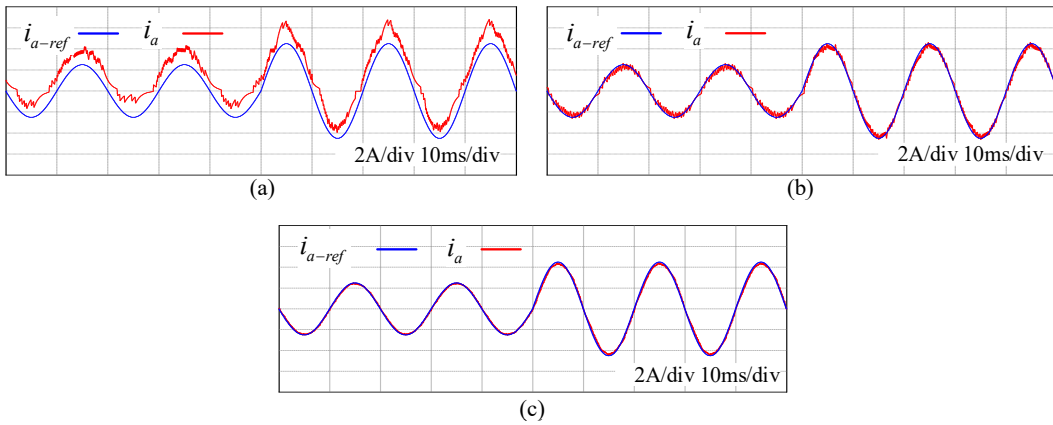 i_{a-ref} i_a
2A/div 10ms/div
(a)
i_{a-ref} i_a
2A/div 10ms/div
(b)
i_{a-ref} i_a
2A/div 10ms/div
(c)